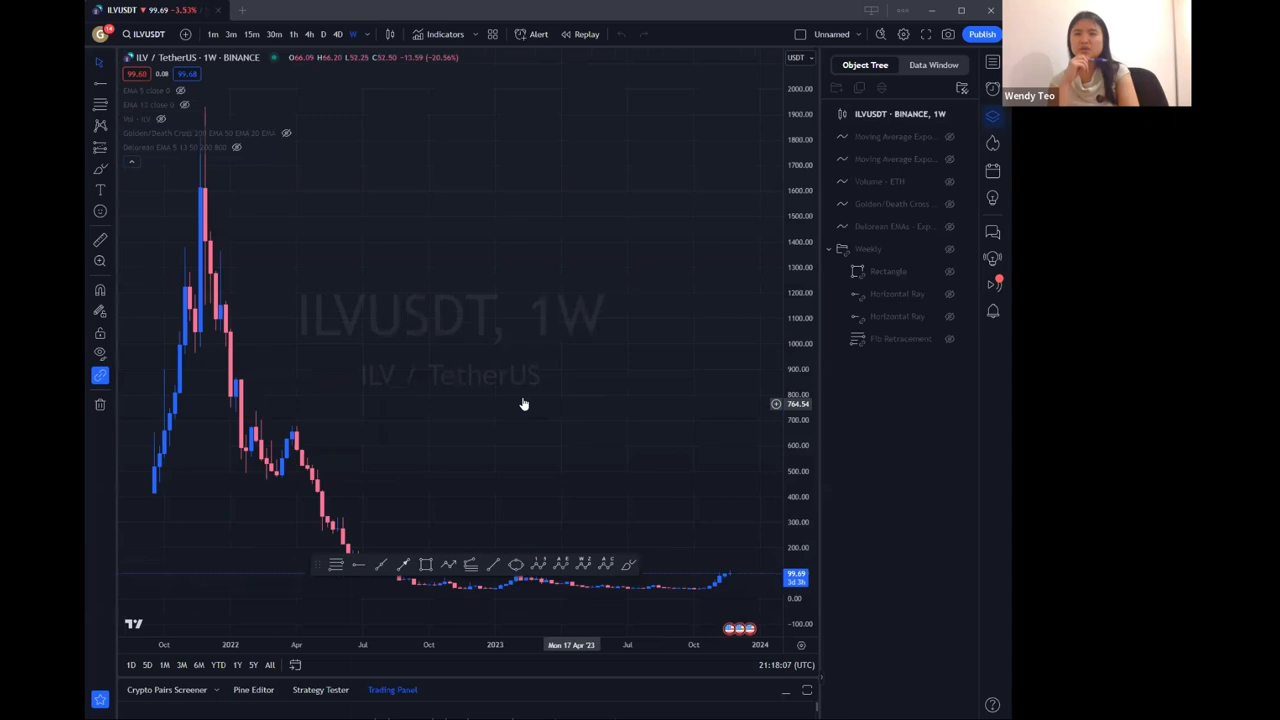 ILVUSDT ▼ 99.69 −3.53% /
G 14 ILVUSDT 1m 3m 15m 30m 1h 4h D 4D W Indicators Alert Replay Unnamed Publish
ILV / TetherUS · 1W · BINANCE O66.09 H66.20 L52.25 C52.50 −13.59 (−20.56%)
99.60 0.08 99.68
EMA 5 close 0
EMA 13 close 0
Vol · ILV
Golden/Death Cross 200 EMA 50 EMA 20 EMA
Delorean EMA 5 13 50 200 800
USDT
2000.00
1900.00
1800.00
1700.00
1600.00
1500.00
1400.00
1300.00
1200.00
1100.00
1000.00
900.00
800.00
764.54
700.00
600.00
500.00
400.00
300.00
200.00
99.69
3d 3h
0.00
−100.00
ILVUSDT, 1W
ILV / TetherUS
Oct 2022 Apr Jul Oct 2023 Mon 17 Apr '23 Jul Oct 2024
1D 5D 1M 3M 6M YTD 1Y 5Y All 21:18:07 (UTC)
Crypto Pairs Screener Pine Editor Strategy Tester Trading Panel
Object Tree Data Window
ILVUSDT · BINANCE, 1W
Moving Average Expo...
Moving Average Expo...
Volume · ETH
Golden/Death Cross ...
Delorean EMAs - Exp...
Weekly
Rectangle
Horizontal Ray
Horizontal Ray
Fib Retracement
Wendy Teo